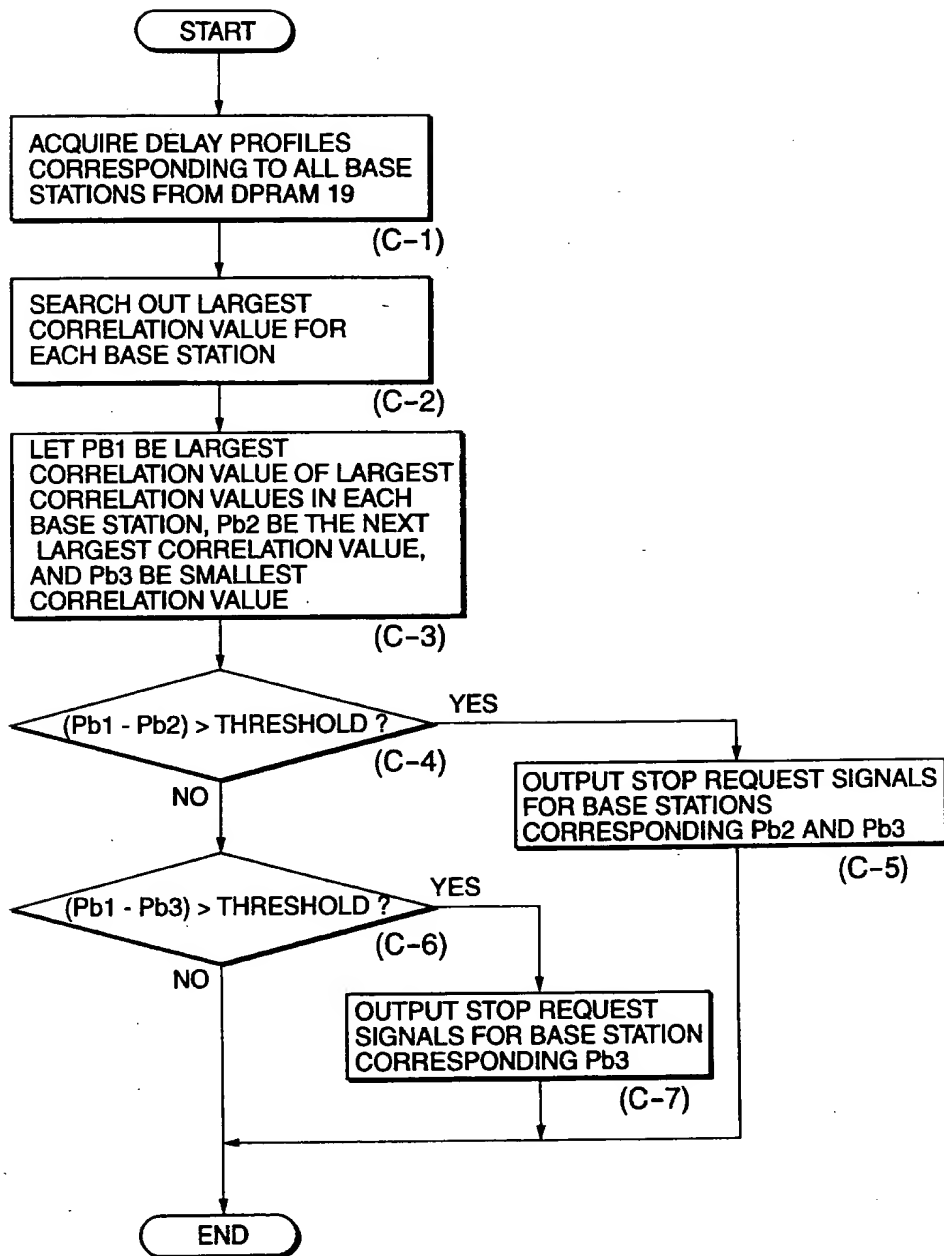 START
ACQUIRE DELAY PROFILES
CORRESPONDING TO ALL BASE
STATIONS FROM DPRAM 19
(C-1)
SEARCH OUT LARGEST
CORRELATION VALUE FOR
EACH BASE STATION
(C-2)
LET PB1 BE LARGEST
CORRELATION VALUE OF LARGEST
CORRELATION VALUES IN EACH
BASE STATION, Pb2 BE THE NEXT
LARGEST CORRELATION VALUE,
AND Pb3 BE SMALLEST
CORRELATION VALUE
(C-3)
(Pb1 - Pb2) > THRESHOLD ?
YES
(C-4)
NO
OUTPUT STOP REQUEST SIGNALS
FOR BASE STATIONS
CORRESPONDING Pb2 AND Pb3
(C-5)
(Pb1 - Pb3) > THRESHOLD ?
YES
(C-6)
NO
OUTPUT STOP REQUEST
SIGNALS FOR BASE STATION
CORRESPONDING Pb3
(C-7)
END